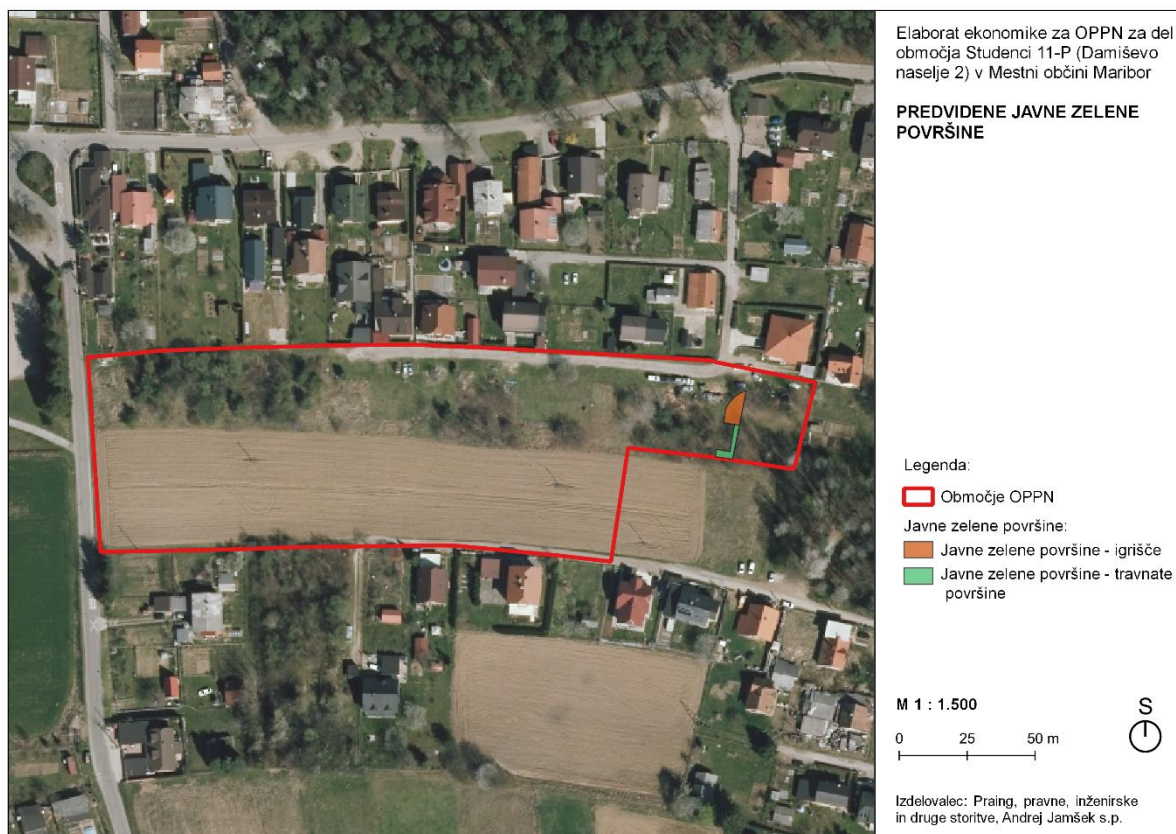 Elaborat ekonomike za OPPN za del
območja Studenci 11-P (Damiševo
naselje 2) v Mestni občini Maribor
PREDVIDENE JAVNE ZELENE
POVRŠINE
Legenda:
Območje OPPN
Javne zelene površine:
Javne zelene površine - igrišče
Javne zelene površine - travnate
površine
M 1 : 1.500
S
0 25 50 m
Izdelovalec: Praing, pravne, inženirske
in druge storitve, Andrej Jamšek s.p.